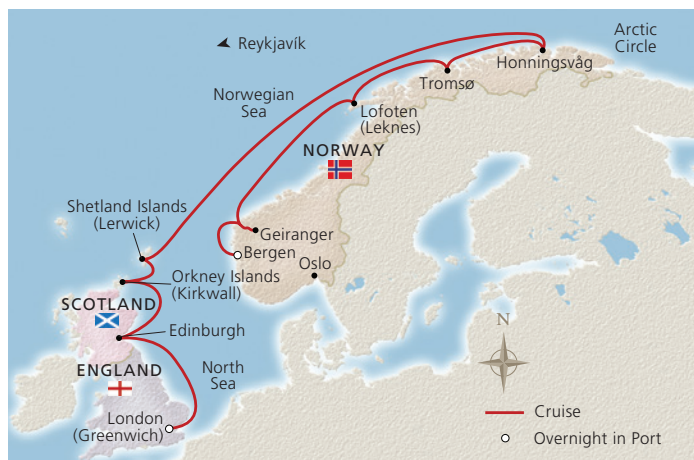 Arctic
Circle
Reykjavík
Honningsvåg
Tromsø
Norwegian
Sea
Lofoten
(Leknes)
NORWAY
Shetland Islands
(Lerwick)
Geiranger
Bergen
Oslo
Orkney Islands
(Kirkwall)
SCOTLAND
Edinburgh
N
ENGLAND
North
Sea
London
(Greenwich)
Cruise
Overnight in Port